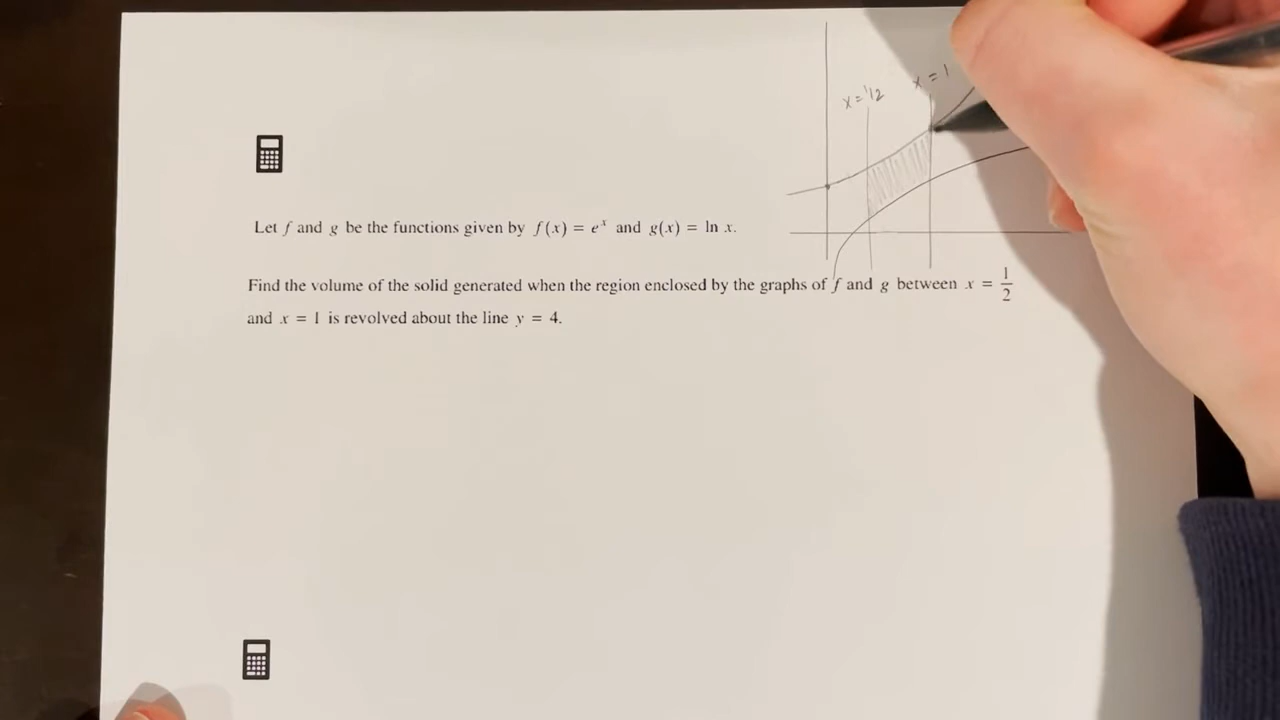 x = 1/2
x = 1
Let f and g be the functions given by f(x) = eˣ and g(x) = ln x.
Find the volume of the solid generated when the region enclosed by the graphs of f and g between x = 1/2
and x = 1 is revolved about the line y = 4.